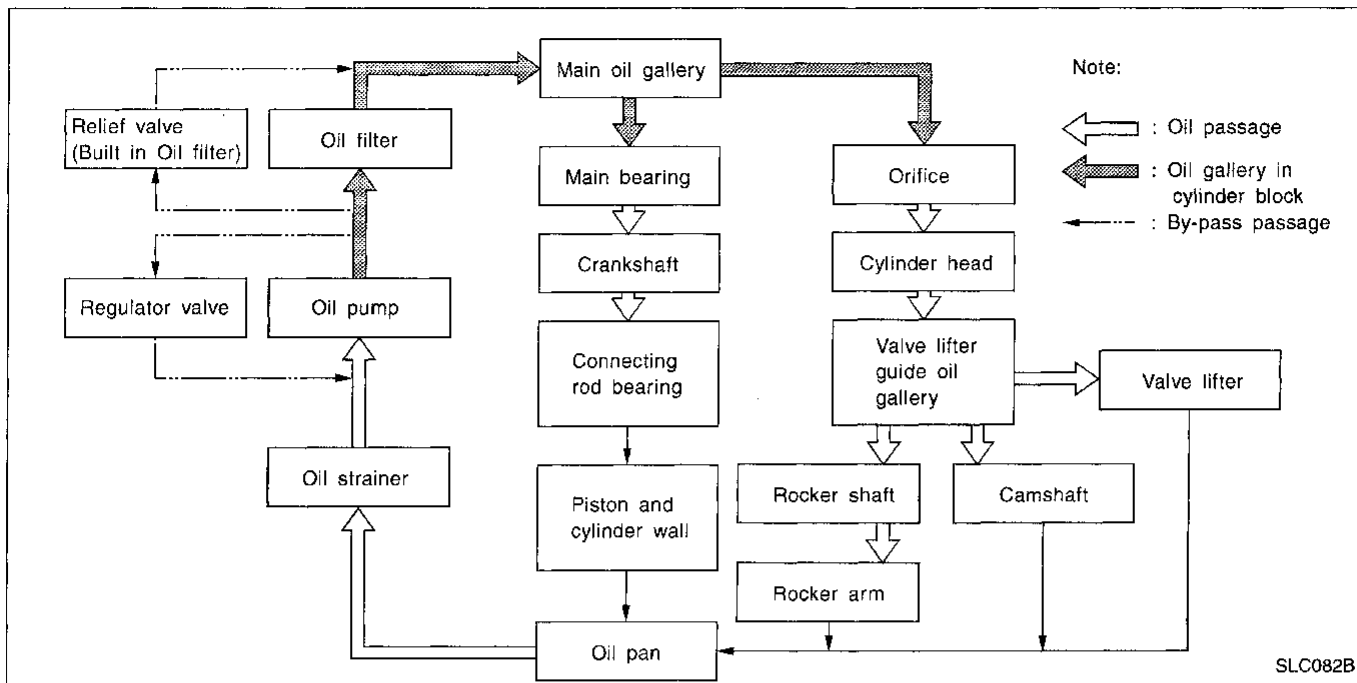 Main oil gallery
Note:
Relief valve
(Built in Oil filter)
Oil filter
: Oil passage
Main bearing
Orifice
: Oil gallery in
cylinder block
: By-pass passage
Crankshaft
Cylinder head
Regulator valve
Oil pump
Connecting
rod bearing
Valve lifter
guide oil
gallery
Valve lifter
Oil strainer
Piston and
cylinder wall
Rocker shaft
Camshaft
Rocker arm
Oil pan
SLC082B